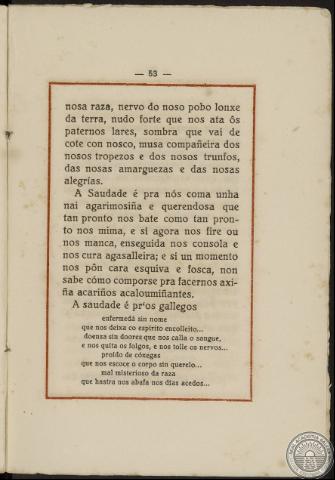 — 53 —
nosa raza, nervo do noso pobo lonxe
da terra, nudo forte que nos ata ôs
paternos lares, sombra que vai de
cote con nosco, musa compañeira dos
nosos tropezos e dos nosos trunfos,
das nosas amarguezas e das nosas
alegrías.
A Saudade é pra nós coma unha
nai agarimosiña e querendosa que
tan pronto nos bate como tan pron-
to nos mima, e si agora nos fire ou
nos manca, enseguida nos consola e
nos cura agasalleira; e si un momento
nos pôn cara esquiva e fosca, non
sabe cómo comporse pra facernos axi-
ña acariños acaloumiñantes.
A saudade é pr'os gallegos
enfermedá sin nome
que nos deixa co esprito encolleito...
doensa sin doores que nos calla o sangue,
e nos quita os folgos, e nos tolle os nervos...
proído de cóxegas
que nos escoce o corpo sin querelo...
mal misterioso da raza
que hastra nos abafa nos días acedos...